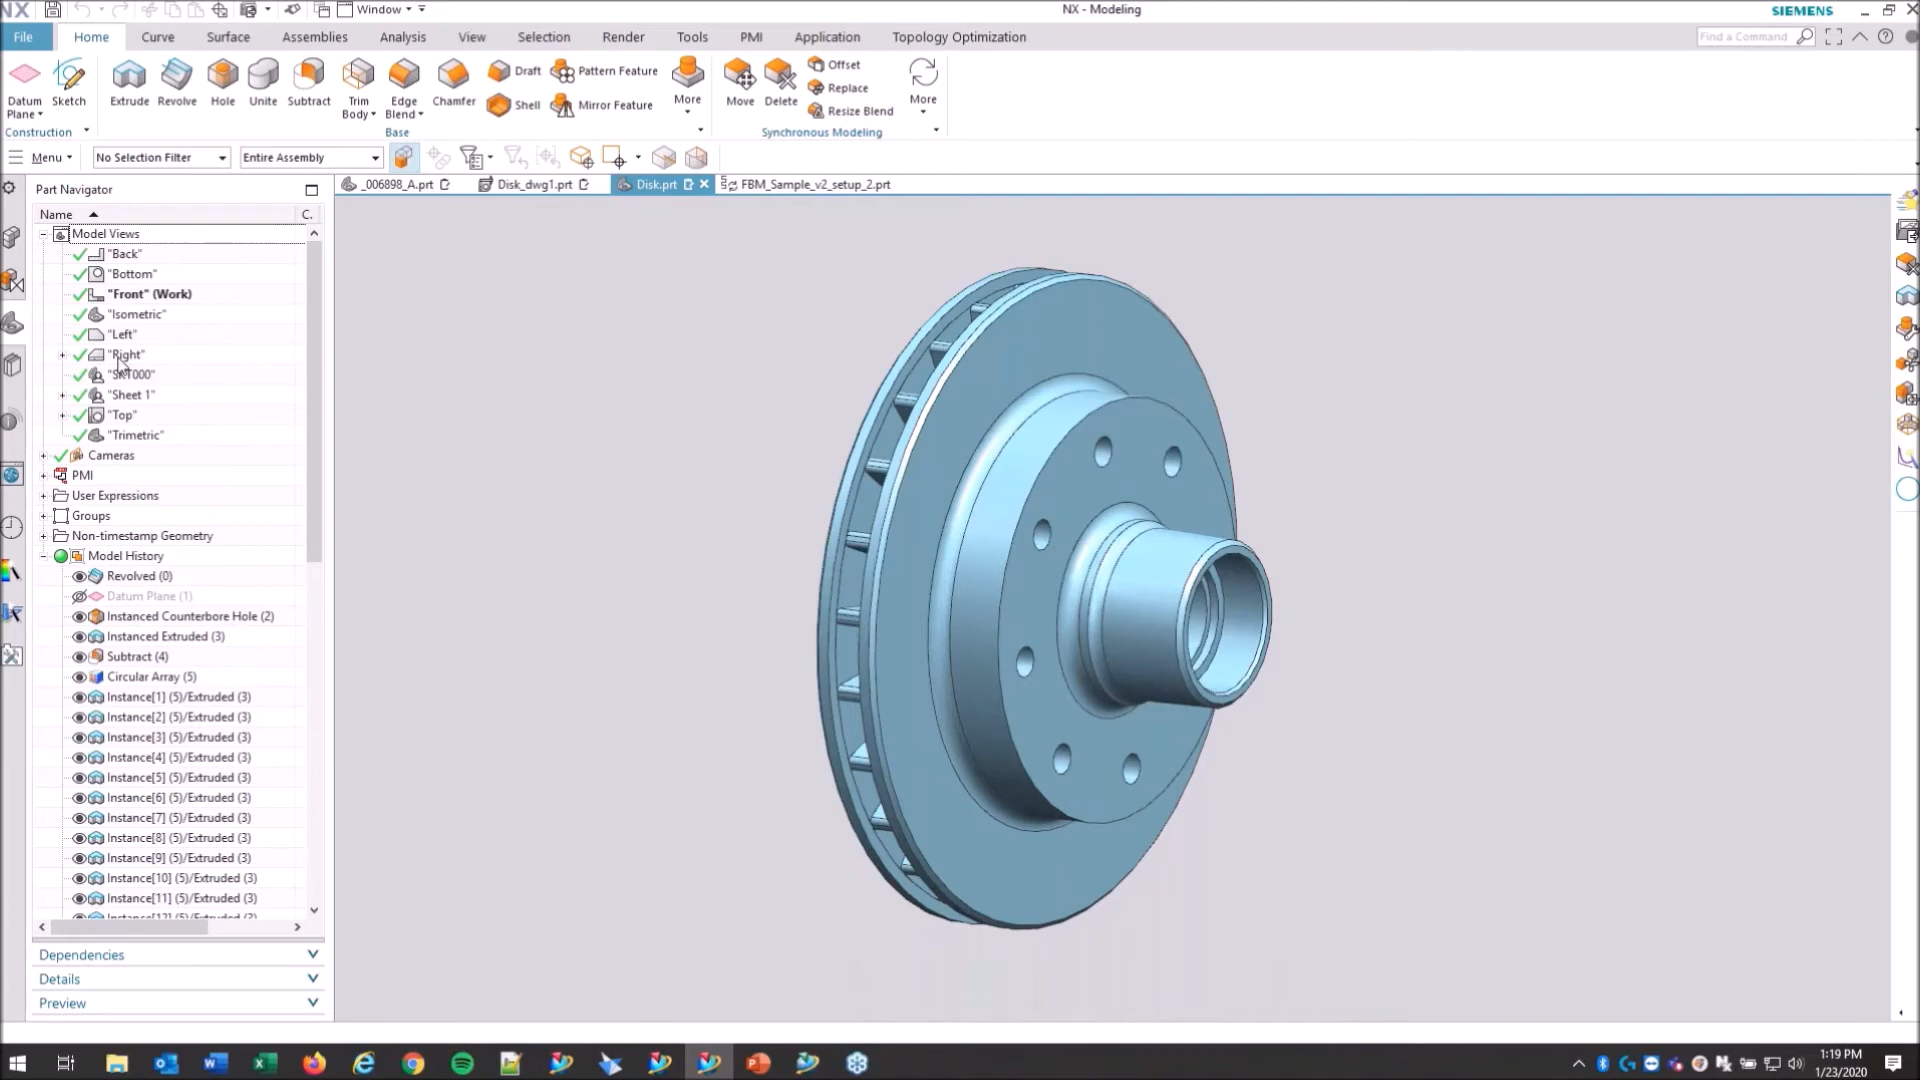 NX Window NX - Modeling SIEMENS
File Home Curve Surface Assemblies Analysis View Selection Render Tools PMI Application Topology Optimization Find a Command
Datum Plane Sketch Extrude Revolve Hole Unite Subtract Trim Body Edge Blend Chamfer Draft Shell Pattern Feature Mirror Feature More Move Delete Offset Replace Resize Blend More
Construction Base Synchronous Modeling
Menu No Selection Filter Entire Assembly
Part Navigator _006898_A.prt Disk_dwg1.prt Disk.prt FBM_Sample_v2_setup_2.prt
Name C.
Model Views
"Back"
"Bottom"
"Front" (Work)
"Isometric"
"Left"
"Right"
"Sheet 1"
"Top"
"Trimetric"
Cameras
PMI
User Expressions
Groups
Non-timestamp Geometry
Model History
Revolved (0)
Datum Plane (1)
Instanced Counterbore Hole (2)
Instanced Extruded (3)
Subtract (4)
Circular Array (5)
Instance[1] (5)/Extruded (3)
Instance[2] (5)/Extruded (3)
Instance[3] (5)/Extruded (3)
Instance[4] (5)/Extruded (3)
Instance[5] (5)/Extruded (3)
Instance[6] (5)/Extruded (3)
Instance[7] (5)/Extruded (3)
Instance[8] (5)/Extruded (3)
Instance[9] (5)/Extruded (3)
Instance[10] (5)/Extruded (3)
Instance[11] (5)/Extruded (3)
Dependencies
Details
Preview
1:19 PM
1/23/2020